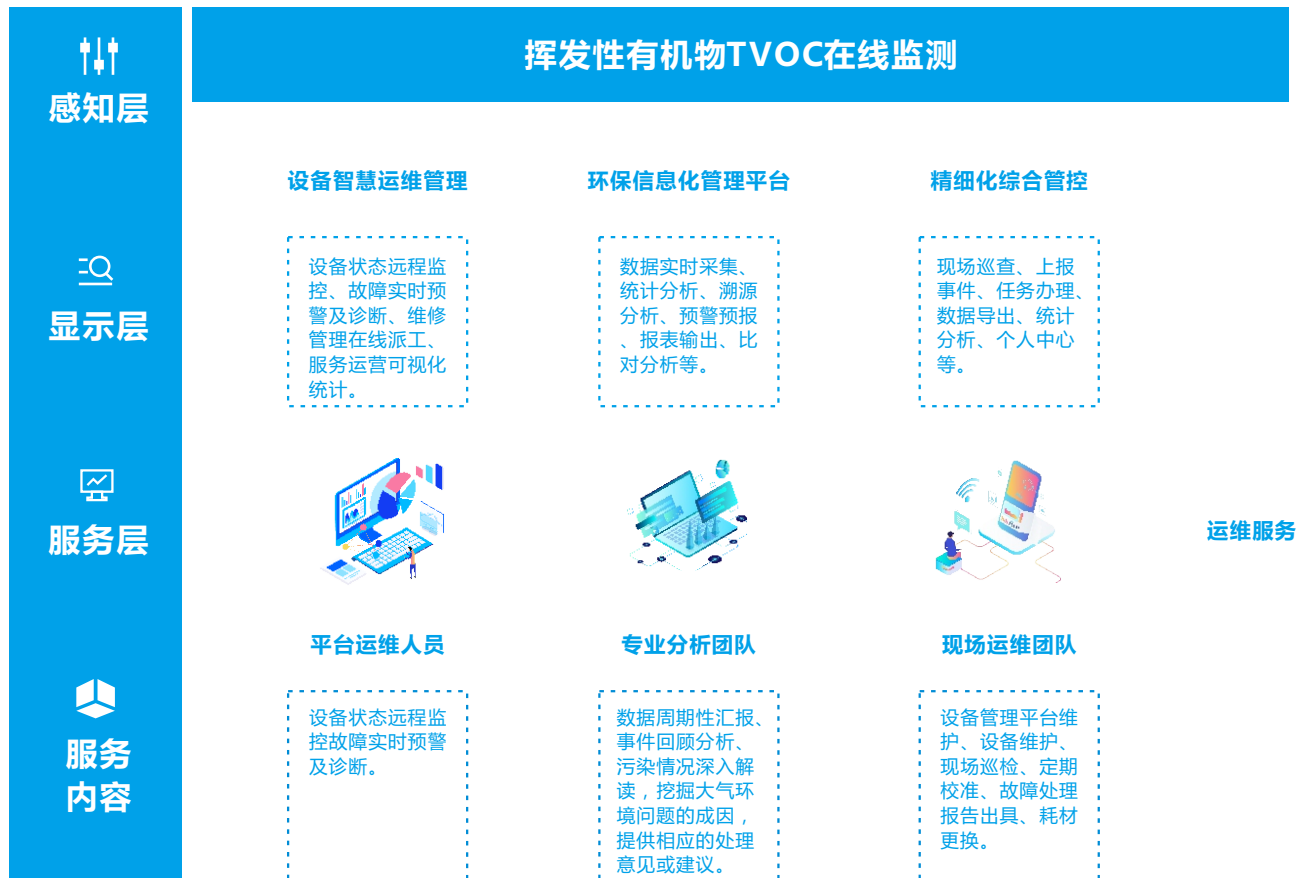 感知层
挥发性有机物TVOC在线监测
显示层
设备智慧运维管理
设备状态远程监
控、故障实时预
警及诊断、维修
管理在线派工、
服务运营可视化
统计。
环保信息化管理平台
数据实时采集、
统计分析、溯源
分析、预警预报
、报表输出、比
对分析等。
精细化综合管控
现场巡查、上报
事件、任务办理、
数据导出、统计
分析、个人中心
等。
服务层
运维服务
服务
内容
平台运维人员
设备状态远程监
控故障实时预警
及诊断。
专业分析团队
数据周期性汇报、
事件回顾分析、
污染情况深入解
读，挖掘大气环
境问题的成因，
提供相应的处理
意见或建议。
现场运维团队
设备管理平台维
护、设备维护、
现场巡检、定期
校准、故障处理
报告出具、耗材
更换。